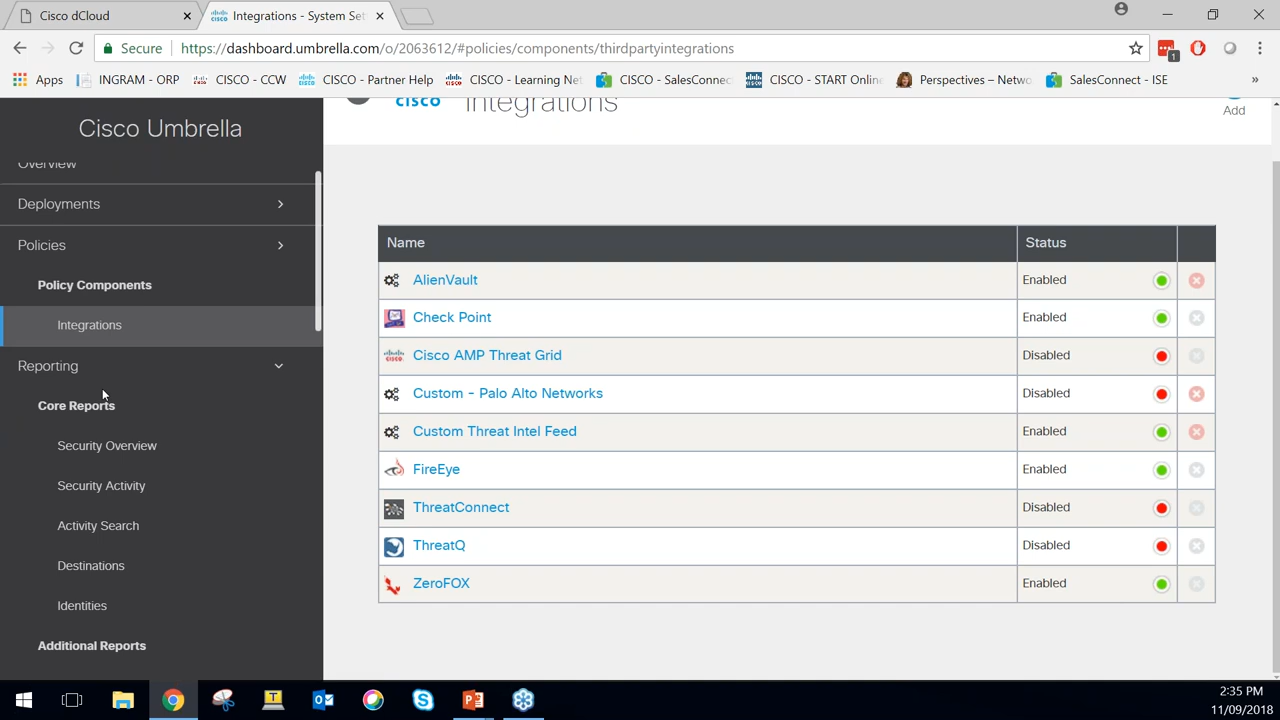 Cisco dCloud
Integrations - System Set
Secure
https://dashboard.umbrella.com/o/2063612/#policies/components/thirdpartyintegrations
1
Apps
INGRAM - ORP
CISCO - CCW
CISCO - Partner Help
CISCO - Learning Net
CISCO - SalesConnec
CISCO - START Online
Perspectives – Netwo
SalesConnect - ISE
»
Cisco Umbrella
Overview
Deployments
Policies
Policy Components
Integrations
Reporting
Core Reports
Security Overview
Security Activity
Activity Search
Destinations
Identities
Additional Reports
cisco
Integrations
Add
Name
Status
AlienVault
Enabled
Check Point
Enabled
Cisco AMP Threat Grid
Disabled
Custom - Palo Alto Networks
Disabled
Custom Threat Intel Feed
Enabled
FireEye
Enabled
ThreatConnect
Disabled
ThreatQ
Disabled
ZeroFOX
Enabled
2:35 PM
11/09/2018